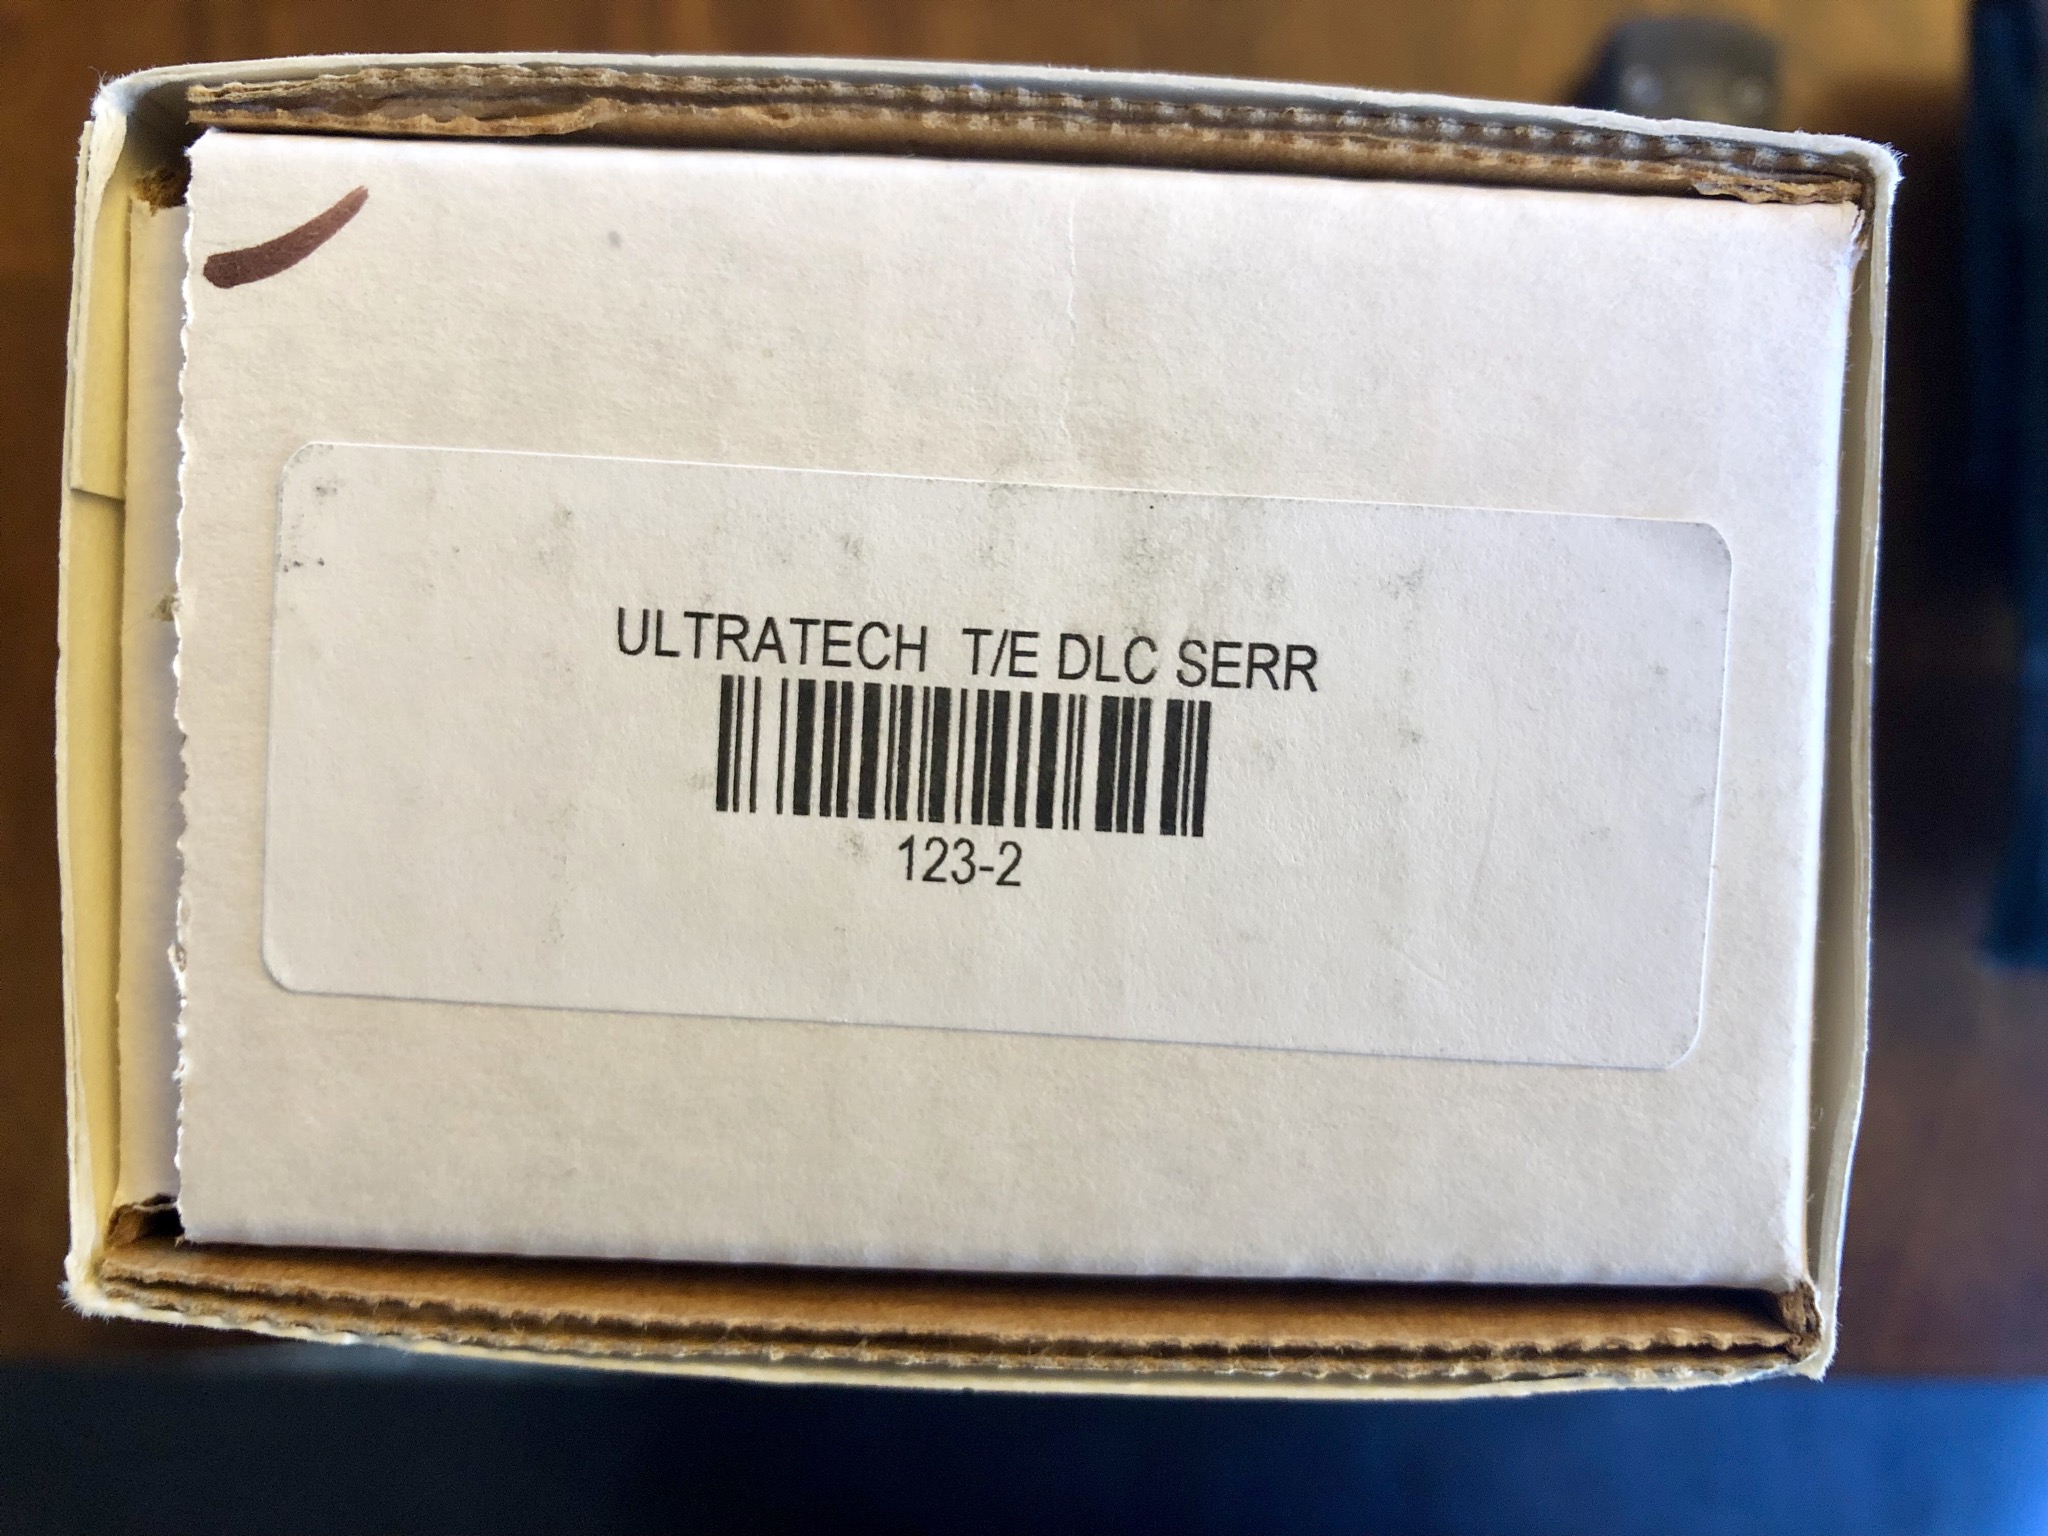 ULTRATECH T/E DLC SERR
123-2